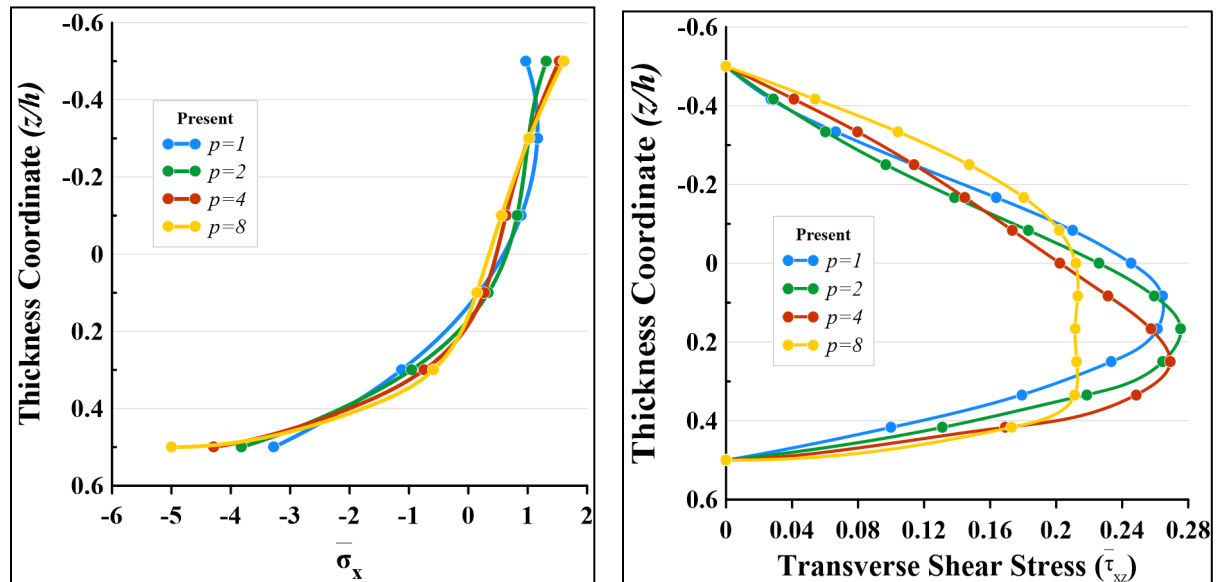 -0.6
-0.4
-0.2
0
0.2
0.4
0.6
Thickness Coordinate (z/h)
Present
p=1
p=2
p=4
p=8
-6 -5 -4 -3 -2 -1 0 1 2
σ̅x
-0.6
-0.4
-0.2
0
0.2
0.4
0.6
Thickness Coordinate (z/h)
Present
p=1
p=2
p=4
p=8
0 0.04 0.08 0.12 0.16 0.2 0.24 0.28
Transverse Shear Stress (τ̅xz)